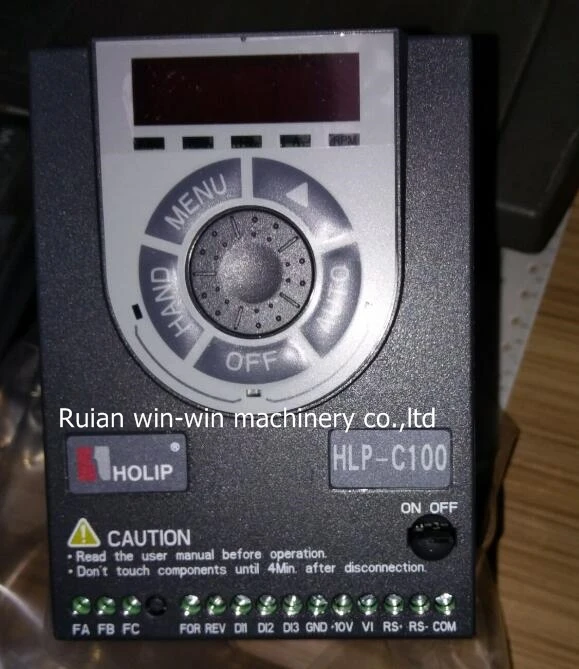 RPM
MENU
HAND
AUTO
OFF
Ruian win-win machinery co.,ltd
HOLIP ®
HLP-C100
ON OFF
CAUTION
• Read the user manual before operation.
• Don't touch components until 4Min. after disconnection.
FA FB FC FOR REV DI1 DI2 DI3 GND +10V VI RS+ RS- COM